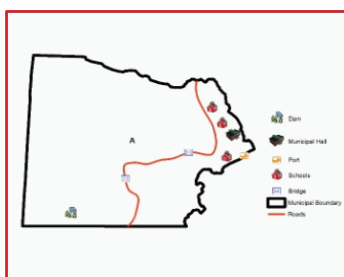 A
Dam
Municipal Hall
Port
Schools
Bridge
Municipal Boundary
Roads